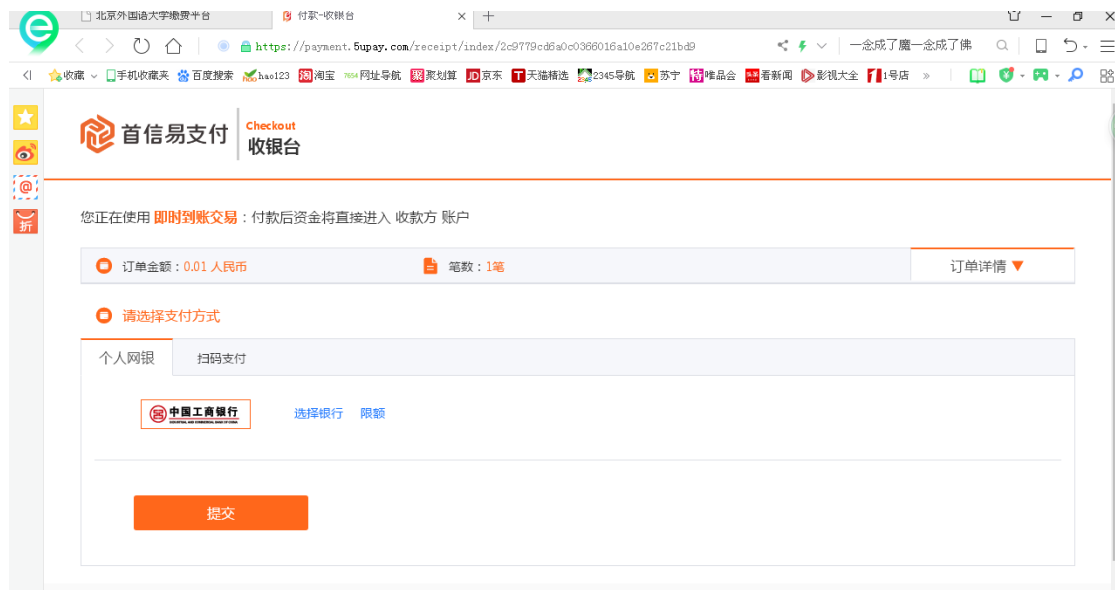 北京外国语大学缴费平台
付款-收银台
https://payment.5upay.com/receipt/index/2c9779cd6a0c0366016a10e267c21bd9
一念成了魔一念成了佛
收藏
手机收藏夹
百度搜索
hao123
淘宝
网址导航
聚划算
京东
天猫精选
2345导航
苏宁
唯品会
看新闻
影视大全
1号店
折
首信易支付
Checkout
收银台
您正在使用 即时到账交易：付款后资金将直接进入 收款方 账户
订单金额：0.01 人民币
笔数：1笔
订单详情
请选择支付方式
个人网银
扫码支付
中国工商银行
选择银行
限额
提交